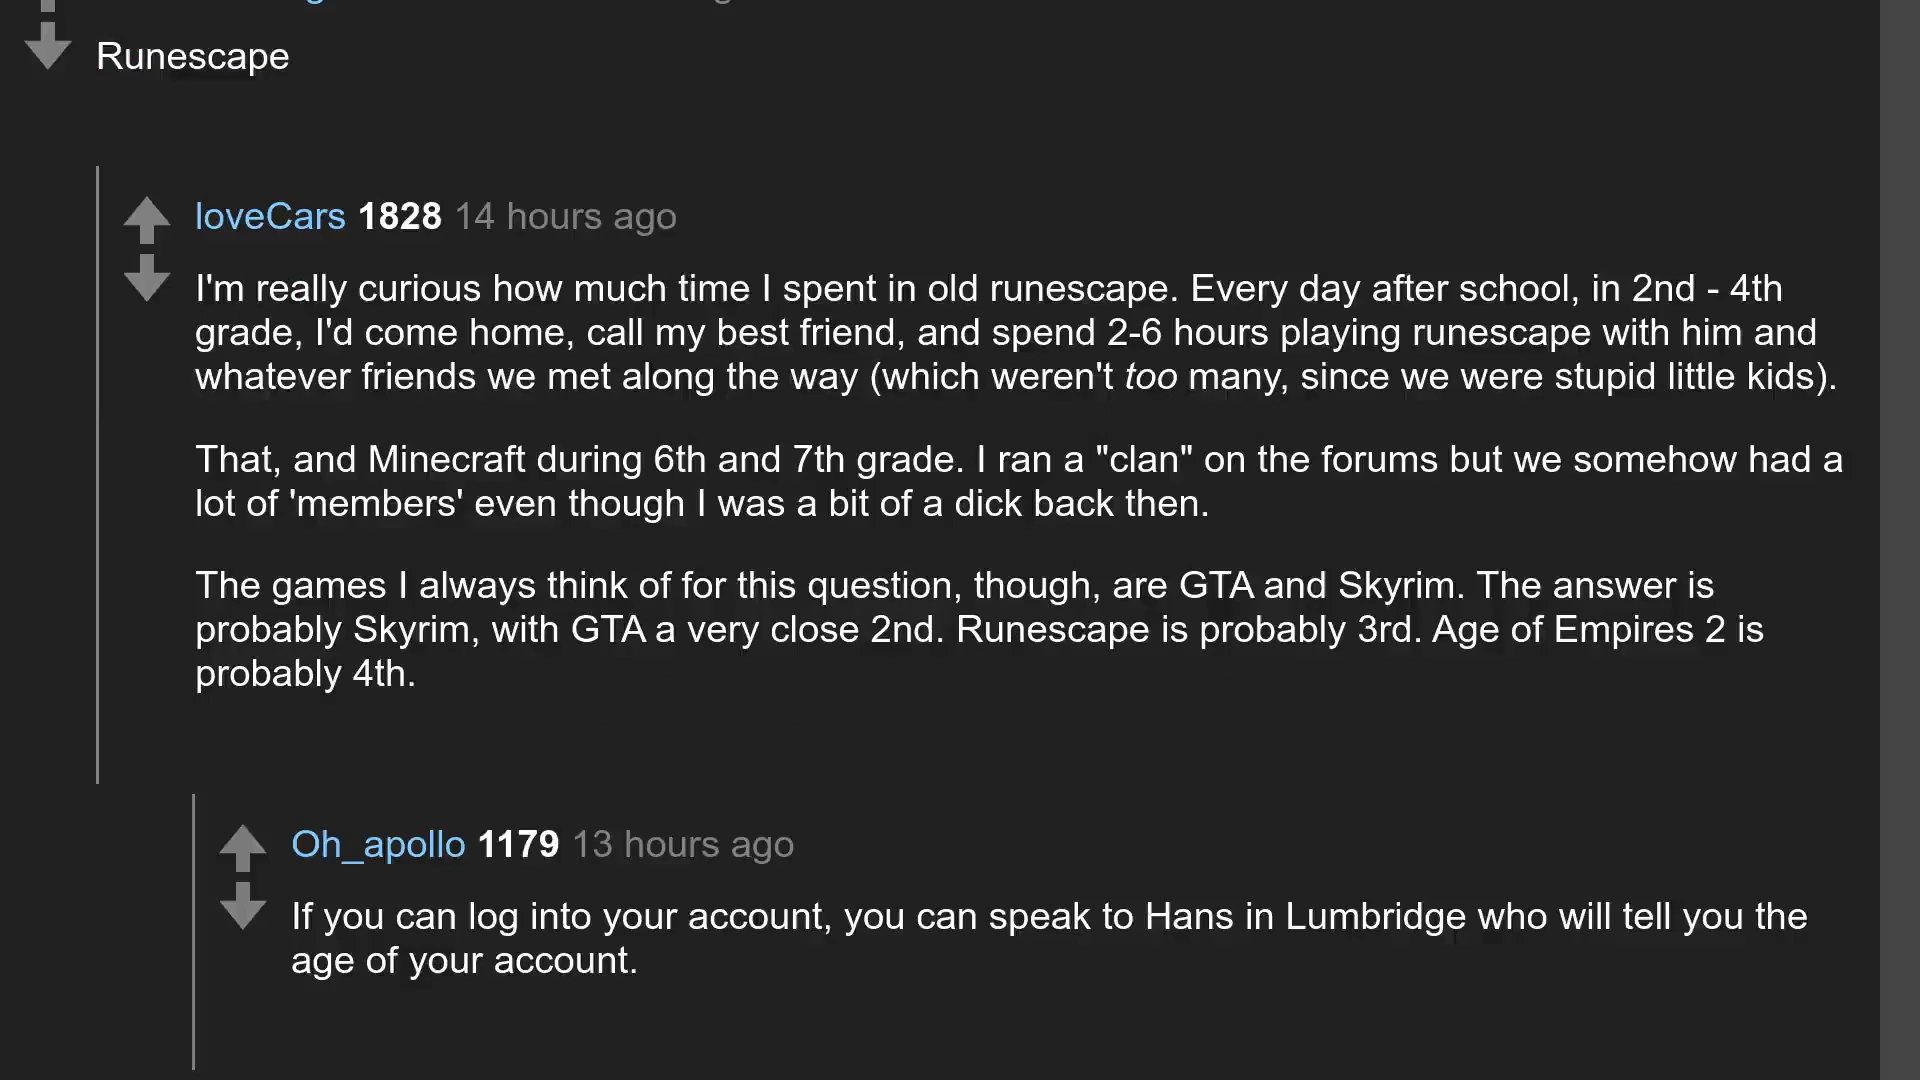 Runescape
loveCars 1828 14 hours ago
I'm really curious how much time I spent in old runescape. Every day after school, in 2nd - 4th
grade, I'd come home, call my best friend, and spend 2-6 hours playing runescape with him and
whatever friends we met along the way (which weren't too many, since we were stupid little kids).
That, and Minecraft during 6th and 7th grade. I ran a "clan" on the forums but we somehow had a
lot of 'members' even though I was a bit of a dick back then.
The games I always think of for this question, though, are GTA and Skyrim. The answer is
probably Skyrim, with GTA a very close 2nd. Runescape is probably 3rd. Age of Empires 2 is
probably 4th.
Oh_apollo 1179 13 hours ago
If you can log into your account, you can speak to Hans in Lumbridge who will tell you the
age of your account.